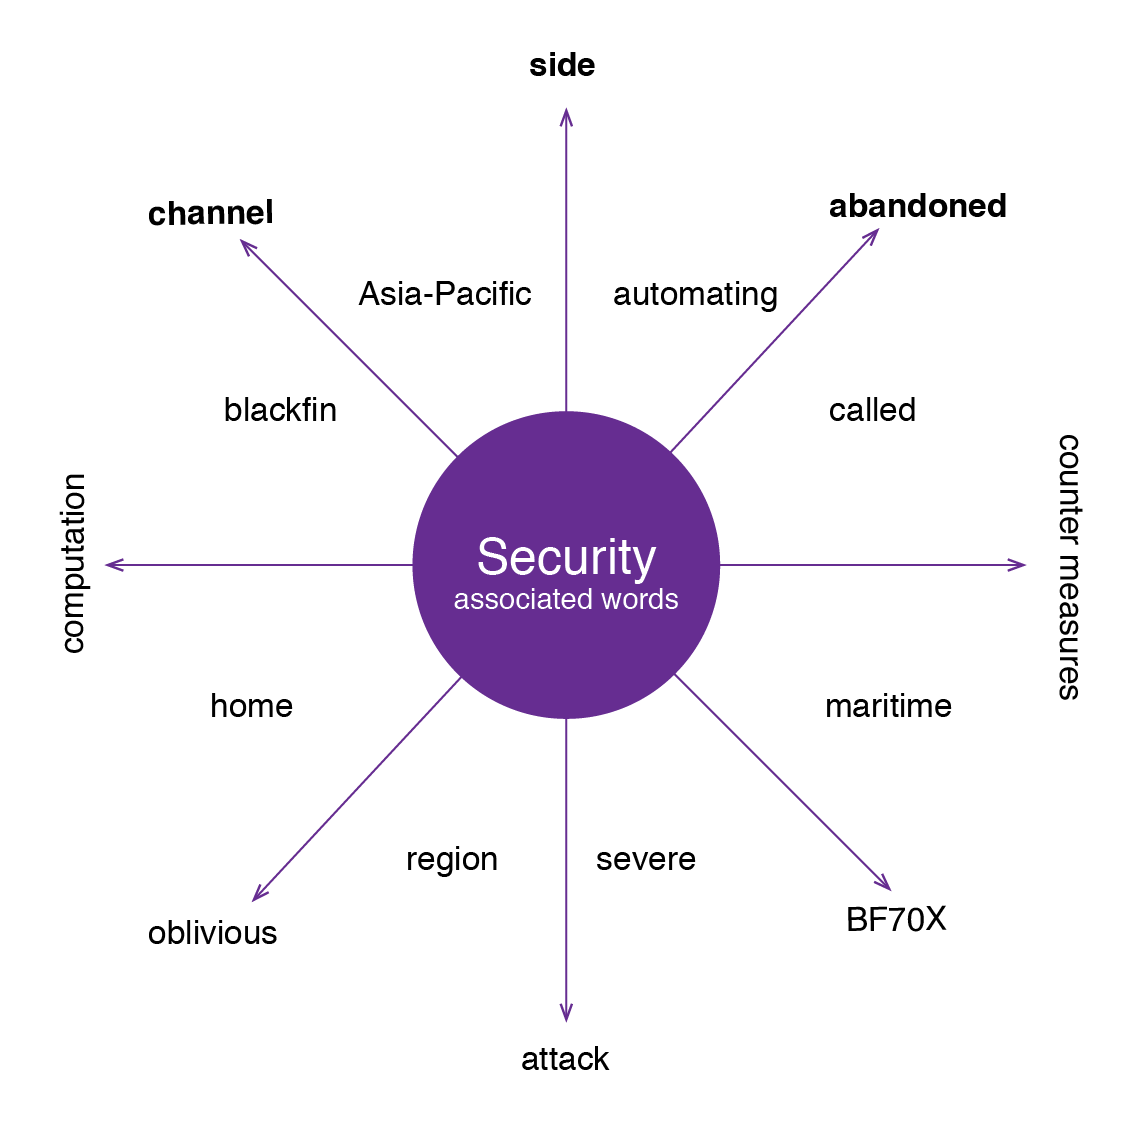 side
channel
abandoned
Asia-Pacific
automating
blackfin
called
computation
counter measures
Security
associated words
home
maritime
region
severe
oblivious
BF70X
attack